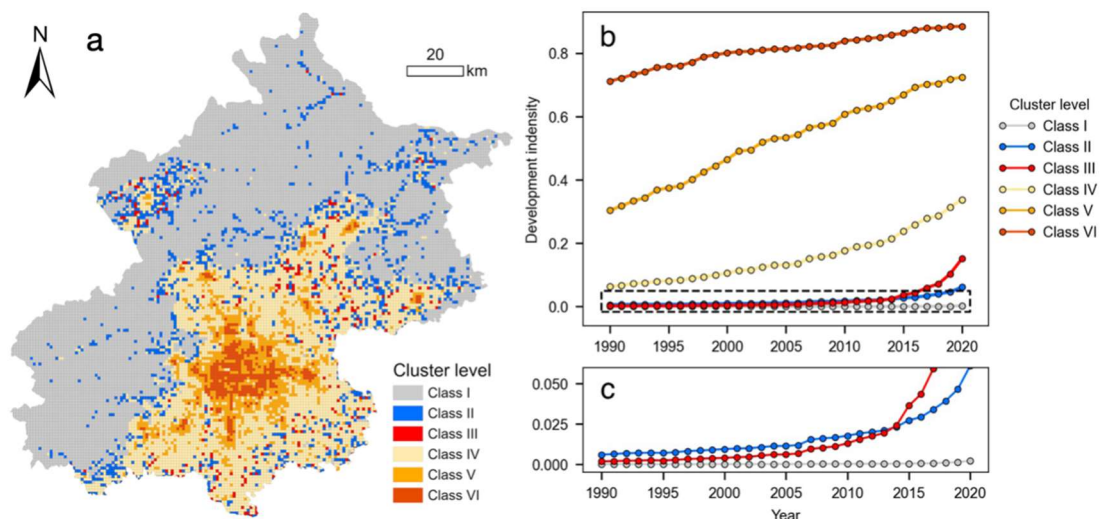 N
a
20
km
Cluster level
Class I
Class II
Class III
Class IV
Class V
Class VI
b
Development indensity
0.8
0.6
0.4
0.2
0.0
1990 1995 2000 2005 2010 2015 2020
Cluster level
Class I
Class II
Class III
Class IV
Class V
Class VI
c
0.050
0.025
0.000
1990 1995 2000 2005 2010 2015 2020
Year